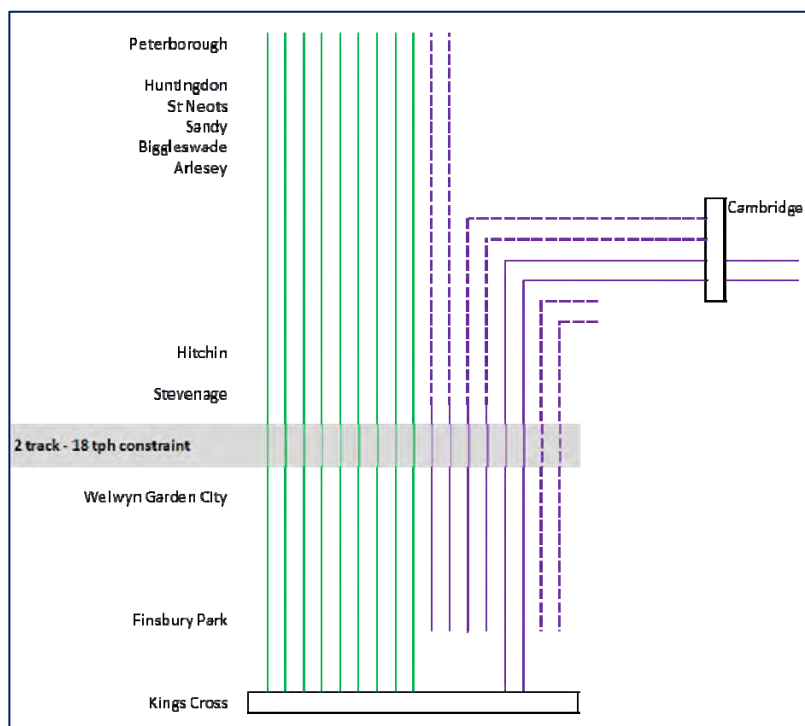 Peterborough
Huntingdon
St Neots
Sandy
Biggleswade
Arlesey
Cambridge
Hitchin
Stevenage
2 track - 18 tph constraint
Welwyn Garden City
Finsbury Park
Kings Cross